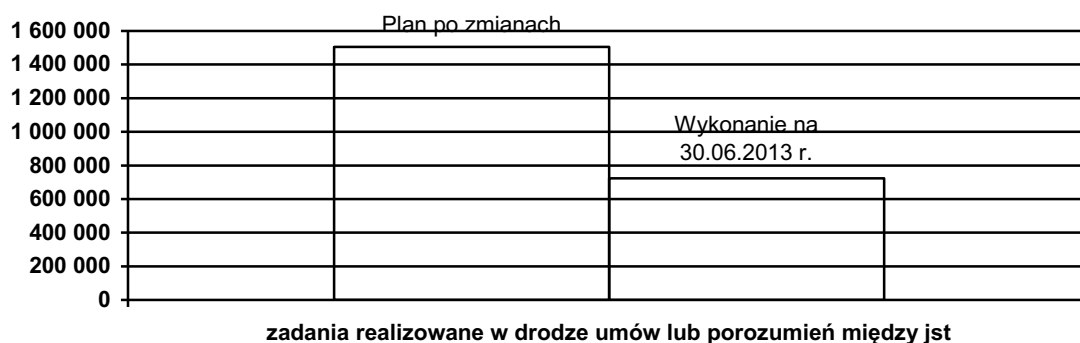 Plan po zmianach
1 600 000
1 400 000
1 200 000
1 000 000
800 000
600 000
400 000
200 000
0
Wykonanie na
30.06.2013 r.
zadania realizowane w drodze umów lub porozumień między jst